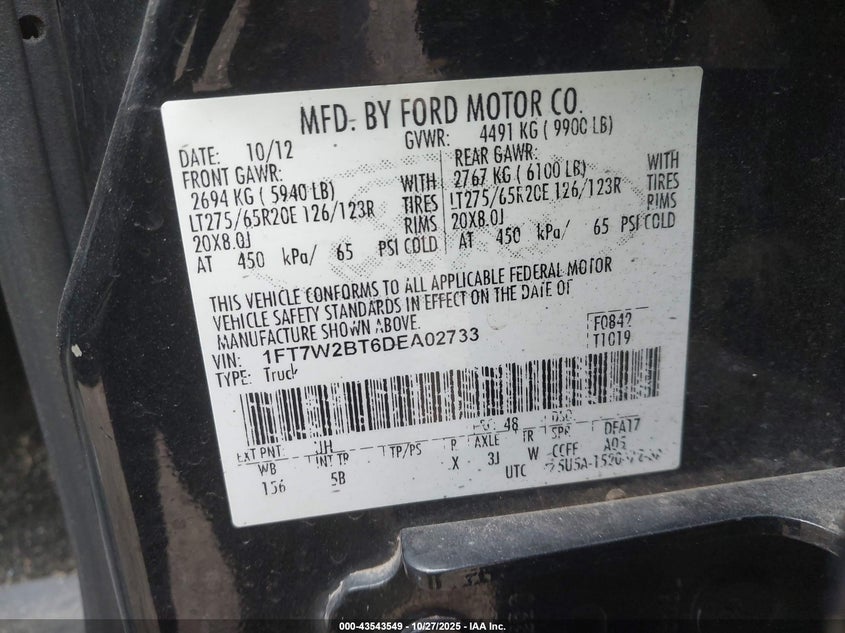 MFD. BY FORD MOTOR CO.
DATE: 10/12 GVWR: 4491 KG ( 9900 LB)
FRONT GAWR: REAR GAWR:
2694 KG ( 5940 LB) WITH 2767 KG ( 6100 LB) WITH
LT275/65R20E 126/123R TIRES LT275/65R20E 126/123R TIRES
20X8.0J RIMS 20X8.0J RIMS
AT 450 kPa/ 65 PSI COLD AT 450 kPa/ 65 PSI COLD
THIS VEHICLE CONFORMS TO ALL APPLICABLE FEDERAL MOTOR
VEHICLE SAFETY STANDARDS IN EFFECT ON THE DATE OF
MANUFACTURE SHOWN ABOVE.
VIN: 1FT7W2BT6DEA02733 F0842
TYPE: Truck T1019
EXT PNT: JH 48 DSO
WB INT TR TP/PS R AXLE TR SPR DEA17
156 5B X 3J W CCFF A05
UTC
000-43543549 | 10/27/2025 - IAA Inc.